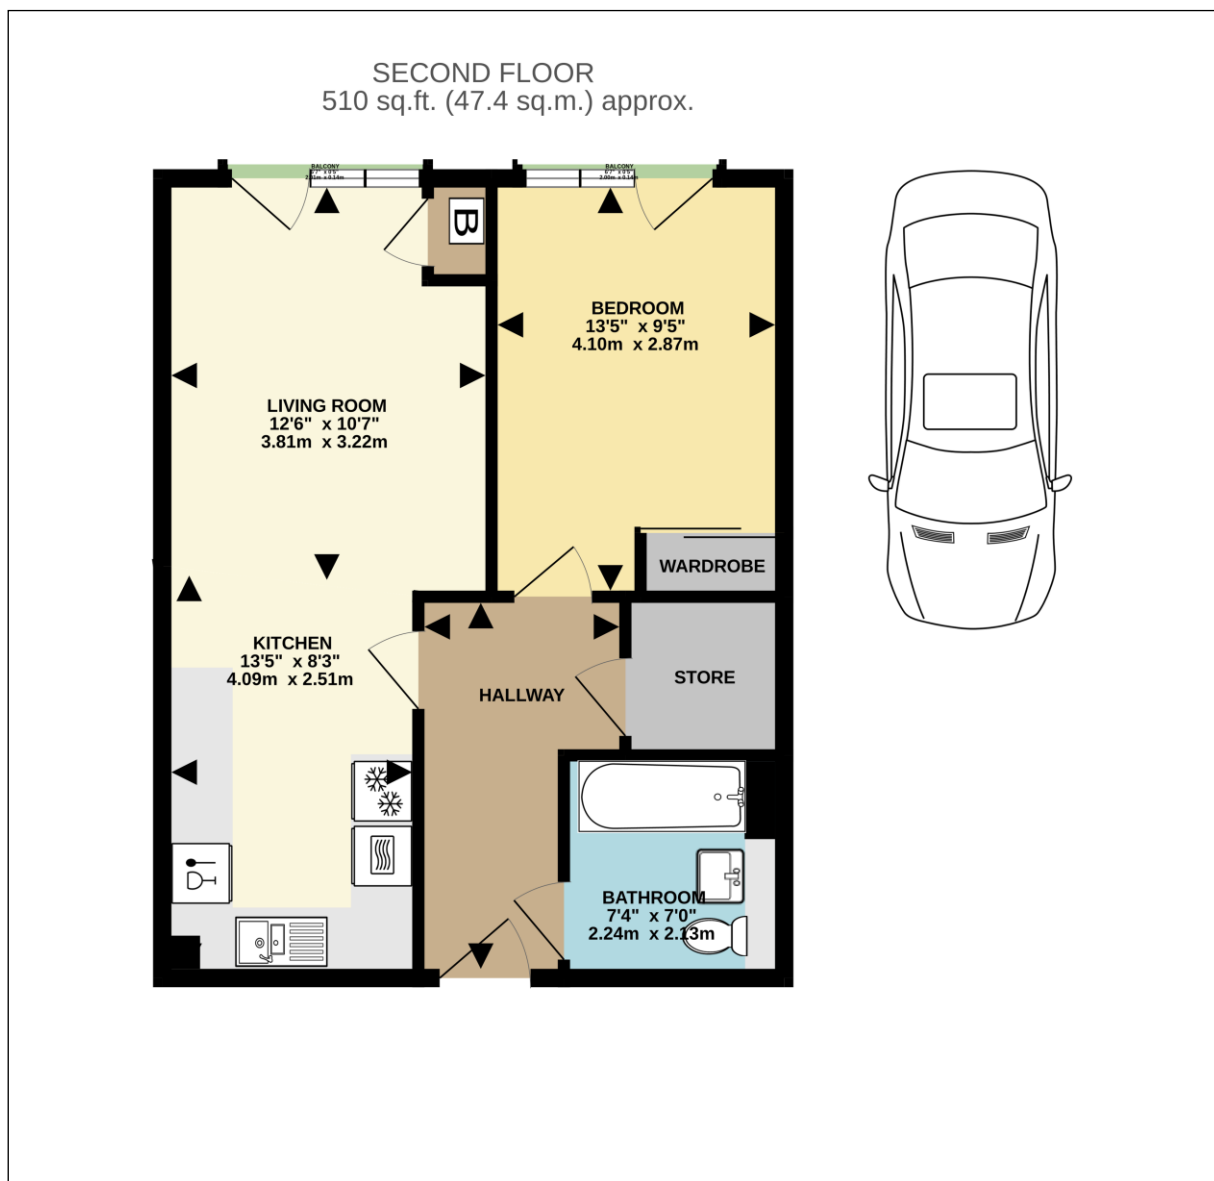 SECOND FLOOR
510 sq.ft. (47.4 sq.m.) approx.
BALCONY
BALCONY
B
BEDROOM
13'5" x 9'5"
4.10m x 2.87m
LIVING ROOM
12'6" x 10'7"
3.81m x 3.22m
WARDROBE
KITCHEN
13'5" x 8'3"
4.09m x 2.51m
HALLWAY
STORE
BATHROOM
7'4" x 7'0"
2.24m x 2.13m